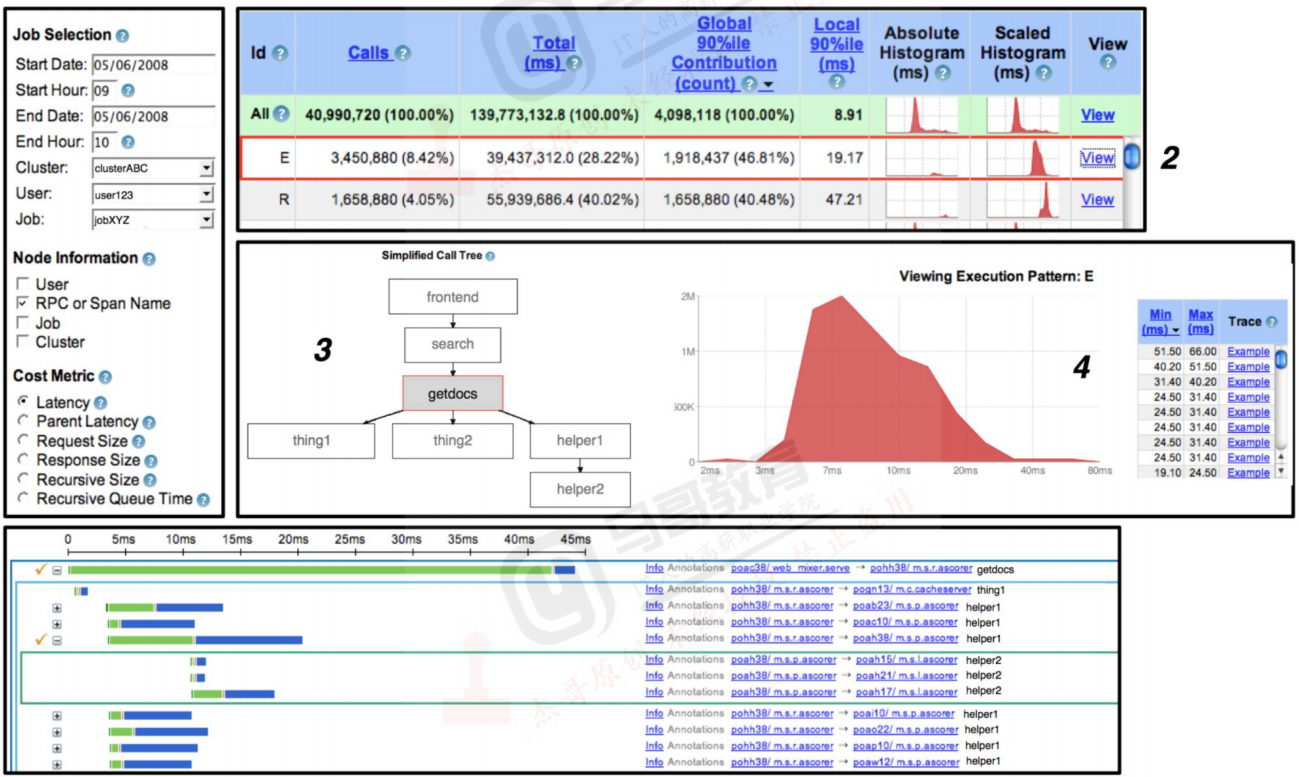 Job Selection
Start Date: 05/06/2008
Start Hour: 09
End Date: 05/06/2008
End Hour: 10
Cluster: clusterABC
User: user123
Job: jobXYZ
Node Information
User
RPC or Span Name
Job
Cluster
Cost Metric
Latency
Parent Latency
Request Size
Response Size
Recursive Size
Recursive Queue Time
Id ? Calls ? Total (ms) ? Global 90%ile Contribution (count) ? Local 90%ile (ms) ? Absolute Histogram (ms) ? Scaled Histogram (ms) ? View ?
All ? 40,990,720 (100.00%) 139,773,132.8 (100.00%) 4,098,118 (100.00%) 8.91 View
E 3,450,880 (8.42%) 39,437,312.0 (28.22%) 1,918,437 (46.81%) 19.17 View
R 1,658,880 (4.05%) 55,939,686.4 (40.02%) 1,658,880 (40.48%) 47.21 View
2
Simplified Call Tree
frontend
search
getdocs
thing1 thing2 helper1
helper2
3
Viewing Execution Pattern: E
2M
1M
500K
0
2ms 3ms 7ms 10ms 20ms 40ms 80ms
4
Min (ms) Max (ms) Trace ?
51.50 66.00 Example
40.20 51.50 Example
31.40 40.20 Example
24.50 31.40 Example
24.50 31.40 Example
24.50 31.40 Example
24.50 31.40 Example
24.50 31.40 Example
19.10 24.50 Example
0 5ms 10ms 15ms 20ms 25ms 30ms 35ms 40ms 45ms
Info Annotations poac38/ web_mixer.serve → pohh38/ m.s.r.ascorer getdocs
Info Annotations pohh38/ m.s.r.ascorer → pogn13/ m.c.cacheserver thing1
Info Annotations pohh38/ m.s.r.ascorer → poab23/ m.s.p.ascorer helper1
Info Annotations pohh38/ m.s.r.ascorer → poac10/ m.s.p.ascorer helper1
Info Annotations pohh38/ m.s.r.ascorer → poah38/ m.s.p.ascorer helper1
Info Annotations poah38/ m.s.p.ascorer → poah15/ m.s.l.ascorer helper2
Info Annotations poah38/ m.s.p.ascorer → poah21/ m.s.l.ascorer helper2
Info Annotations poah38/ m.s.p.ascorer → poah17/ m.s.l.ascorer helper2
Info Annotations pohh38/ m.s.r.ascorer → poai10/ m.s.p.ascorer helper1
Info Annotations pohh38/ m.s.r.ascorer → poao22/ m.s.p.ascorer helper1
Info Annotations pohh38/ m.s.r.ascorer → poap10/ m.s.p.ascorer helper1
Info Annotations pohh38/ m.s.r.ascorer → poaw12/ m.s.p.ascorer helper1
马哥教育
IT人的高薪职业学院